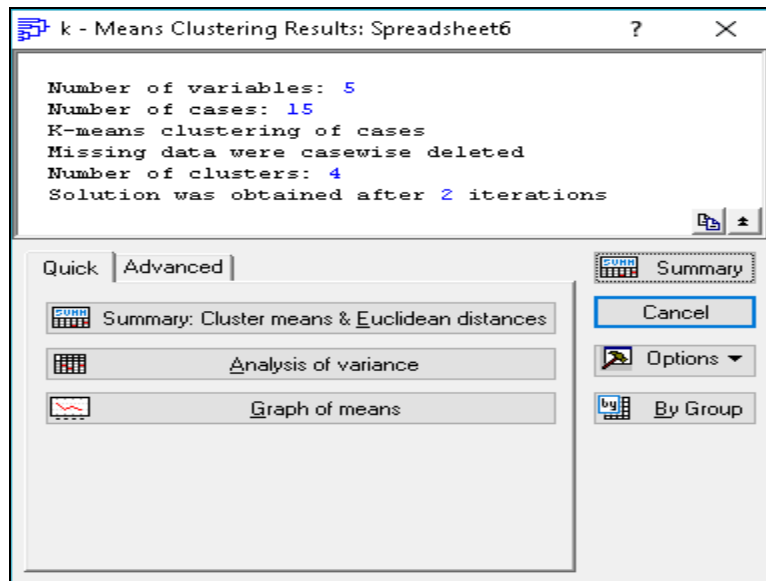 k - Means Clustering Results: Spreadsheet6
Number of variables: 5
Number of cases: 15
K-means clustering of cases
Missing data were casewise deleted
Number of clusters: 4
Solution was obtained after 2 iterations
Quick
Advanced
Summary: Cluster means & Euclidean distances
Analysis of variance
Graph of means
Summary
Cancel
Options
By Group